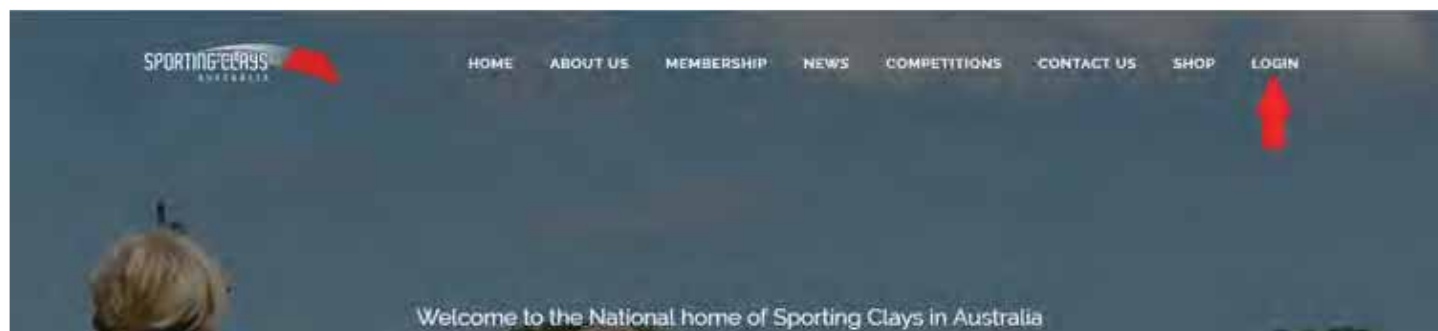 SPORTING CLAYS
AUSTRALIA
HOME ABOUT US MEMBERSHIP NEWS COMPETITIONS CONTACT US SHOP LOGIN
Welcome to the National home of Sporting Clays in Australia